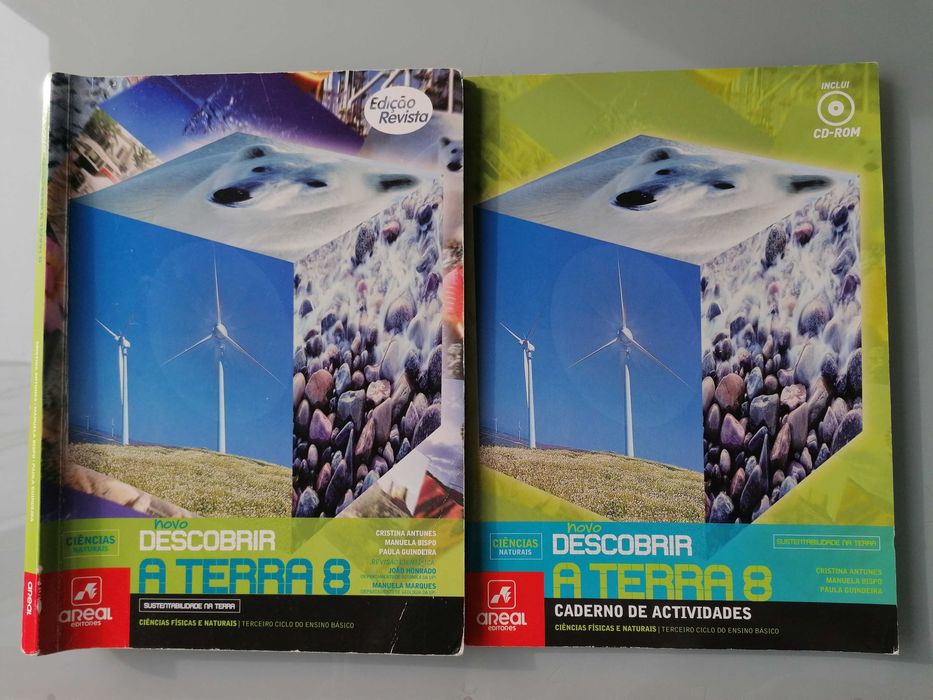 Edição
Revista
CIÊNCIAS
NATURAIS
novo
DESCOBRIR
A TERRA 8
CRISTINA ANTUNES
MANUELA BISPO
PAULA GUINDEIRA
REVISÃO CIENTÍFICA
JOÃO HONRADO
MANUELA MARQUES
SUSTENTABILIDADE NA TERRA
areal
EDITORES
CIÊNCIAS FÍSICAS E NATURAIS | TERCEIRO CICLO DO ENSINO BÁSICO
areal
INCLUI
CD-ROM
CIÊNCIAS
NATURAIS
novo
DESCOBRIR
A TERRA 8
SUSTENTABILIDADE NA TERRA
CRISTINA ANTUNES
MANUELA BISPO
PAULA GUINDEIRA
CADERNO DE ACTIVIDADES
areal
EDITORES
CIÊNCIAS FÍSICAS E NATURAIS | TERCEIRO CICLO DO ENSINO BÁSICO